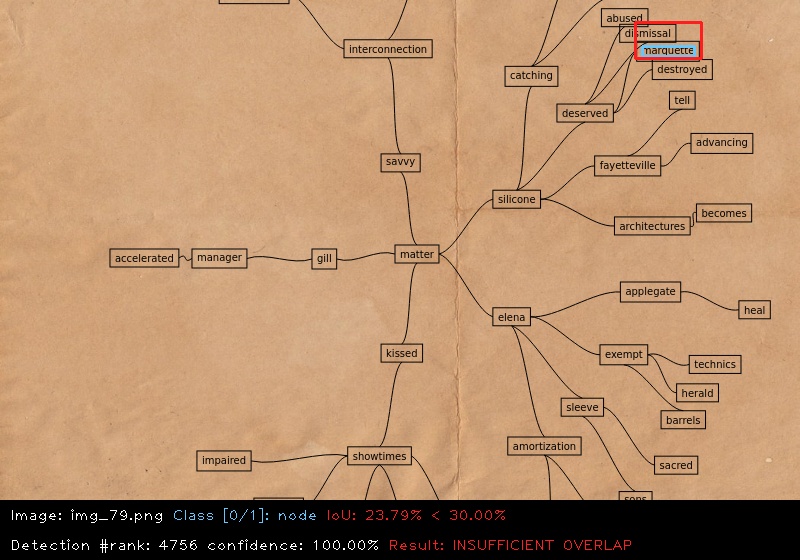 abused
dismissal
marquette
interconnection
catching
destroyed
tell
deserved
advancing
savvy
fayetteville
silicone
becomes
architectures
accelerated
manager
gill
matter
applegate
heal
elena
kissed
exempt
technics
herald
sleeve
barrels
amortization
impaired
showtimes
sacred
Image: img_79.png Class [0/1]: node IoU: 23.79% < 30.00%
Detection #rank: 4756 confidence: 100.00% Result: INSUFFICIENT OVERLAP